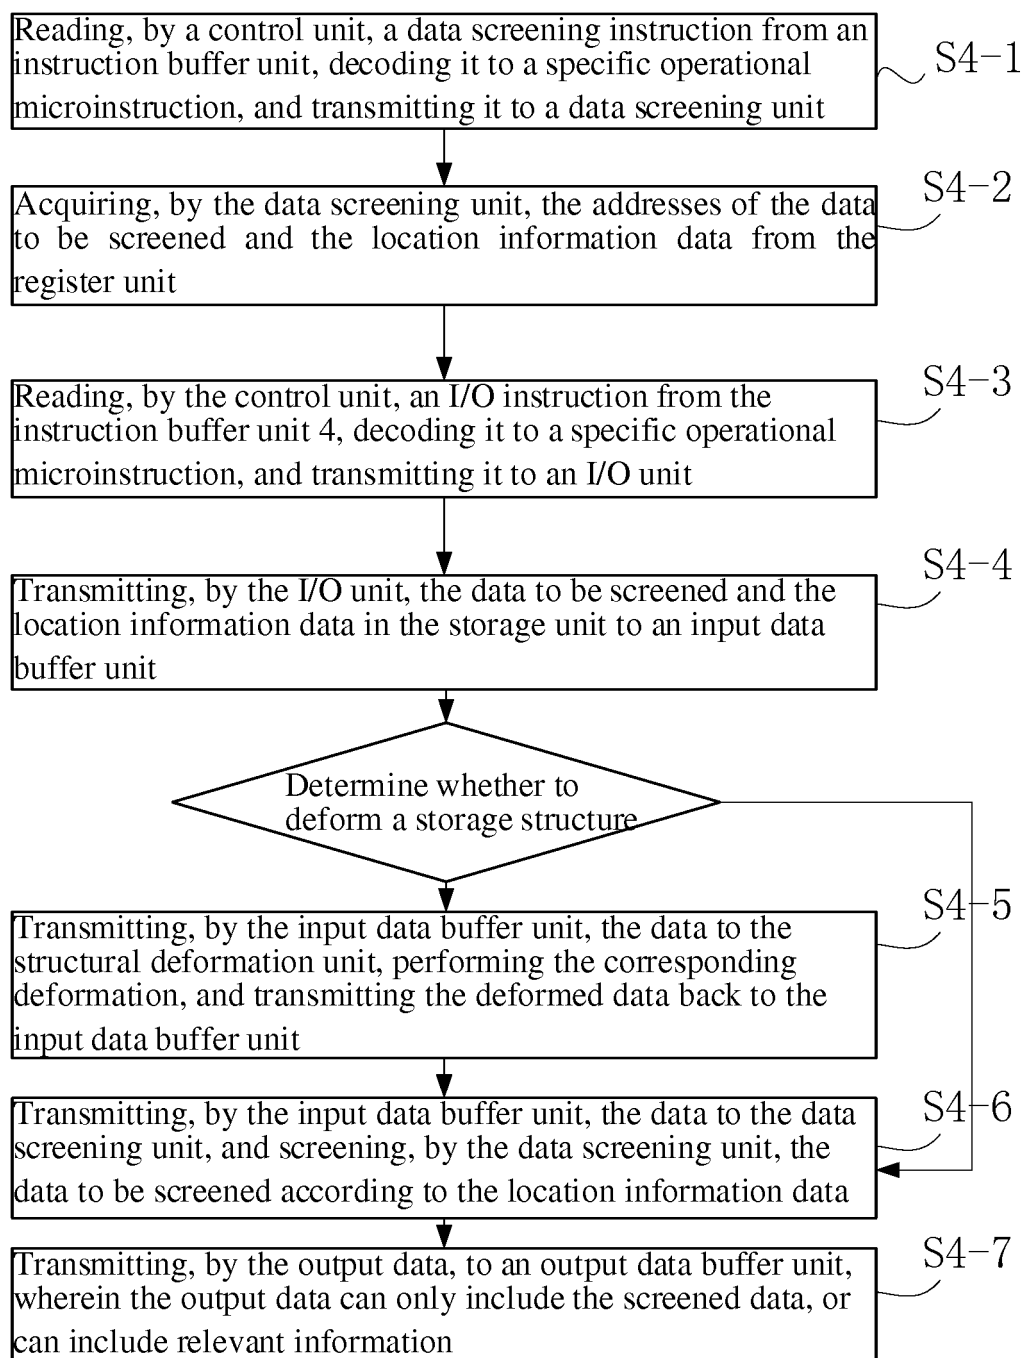 Reading, by a control unit, a data screening instruction from an
instruction buffer unit, decoding it to a specific operational
microinstruction, and transmitting it to a data screening unit
S4-1
Acquiring, by the data screening unit, the addresses of the data
to be screened and the location information data from the
register unit
S4-2
Reading, by the control unit, an I/O instruction from the
instruction buffer unit 4, decoding it to a specific operational
microinstruction, and transmitting it to an I/O unit
S4-3
Transmitting, by the I/O unit, the data to be screened and the
location information data in the storage unit to an input data
buffer unit
S4-4
Determine whether to
deform a storage structure
Transmitting, by the input data buffer unit, the data to the
structural deformation unit, performing the corresponding
deformation, and transmitting the deformed data back to the
input data buffer unit
S4-5
Transmitting, by the input data buffer unit, the data to the data
screening unit, and screening, by the data screening unit, the
data to be screened according to the location information data
S4-6
Transmitting, by the output data, to an output data buffer unit,
wherein the output data can only include the screened data, or
can include relevant information
S4-7